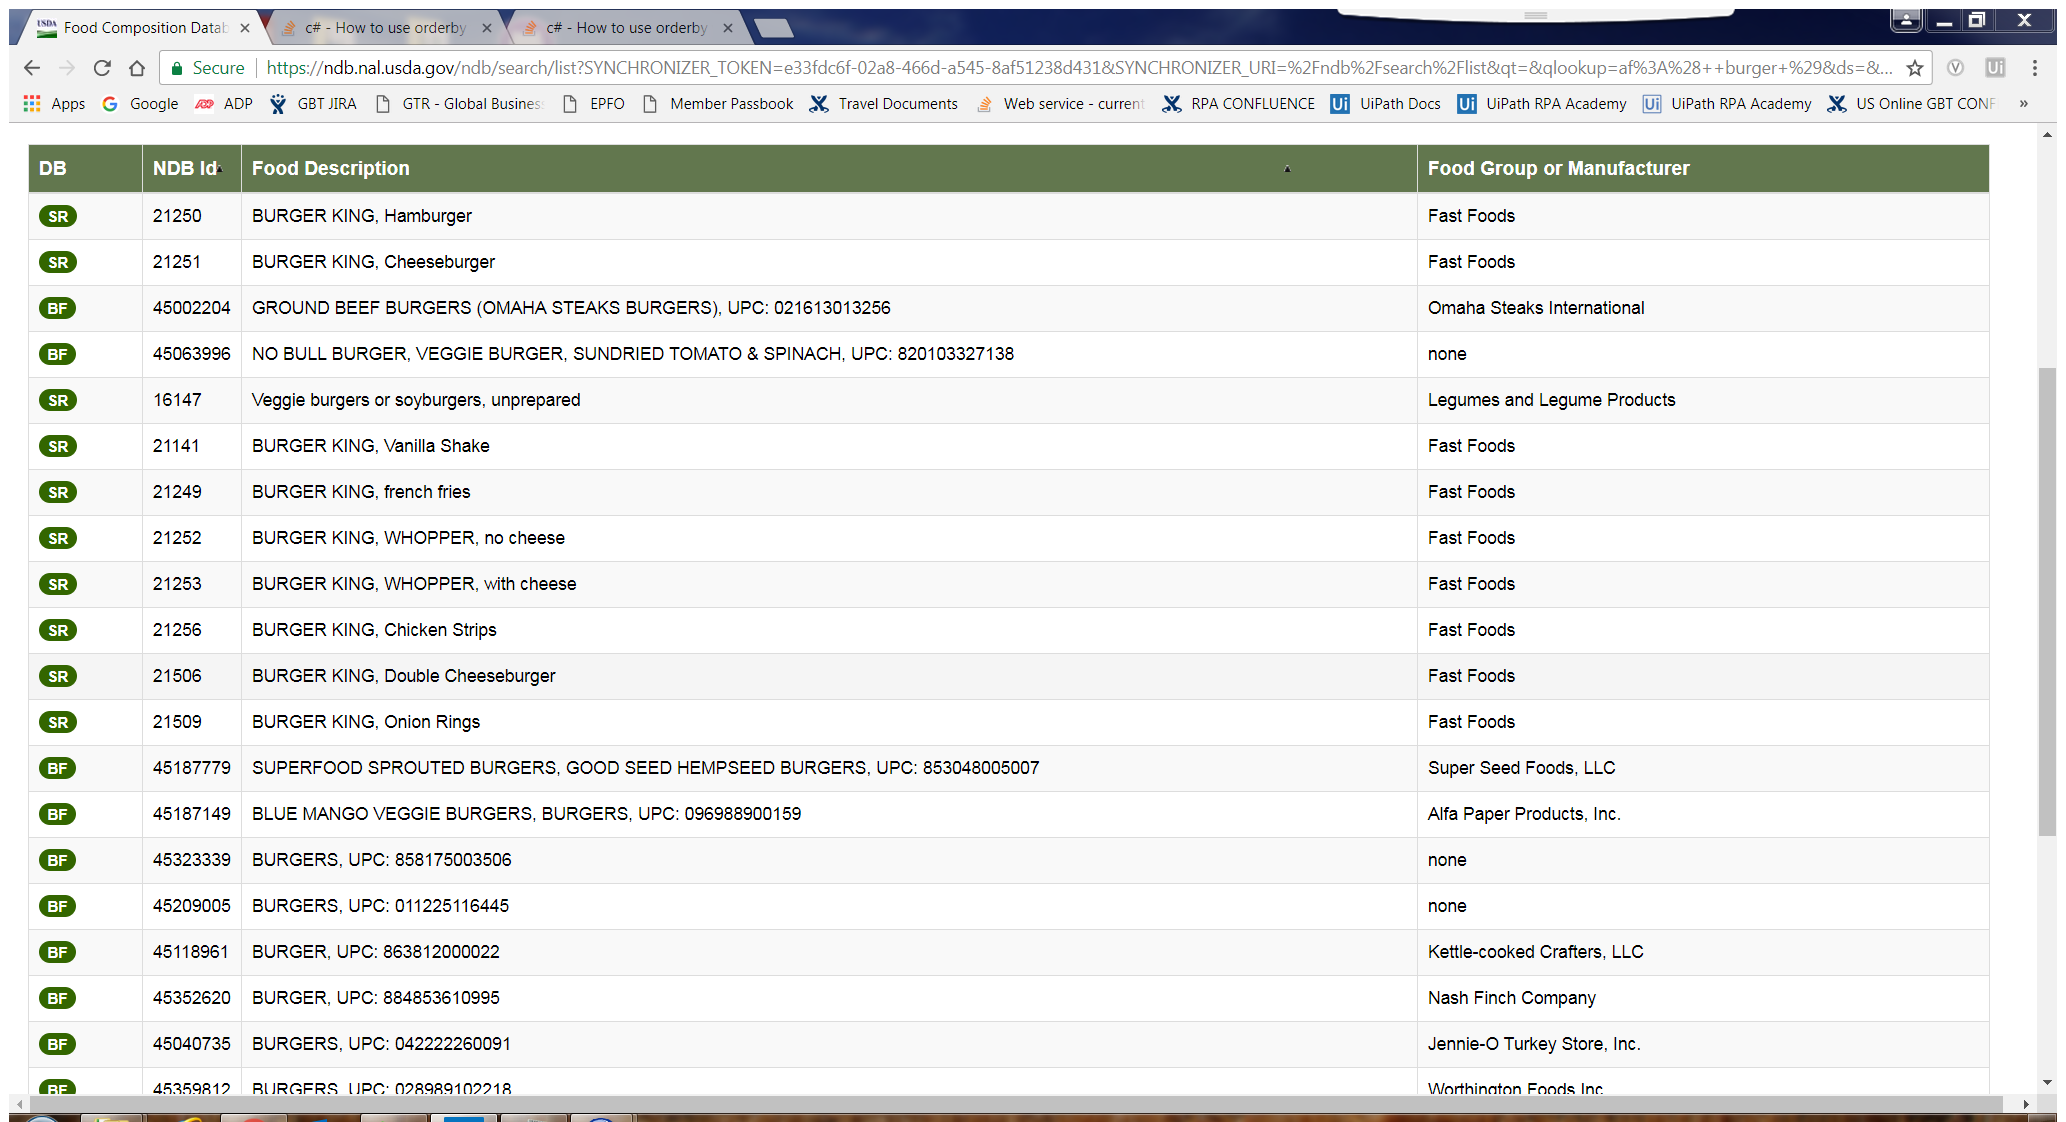 USDA Food Composition Datab c# - How to use orderby c# - How to use orderby
Secure https://ndb.nal.usda.gov/ndb/search/list?SYNCHRONIZER_TOKEN=e33fdc6f-02a8-466d-a545-8af51238d431&SYNCHRONIZER_URI=%2Fndb%2Fsearch%2Flist&qt=&qlookup=af%3A%28++burger+%29&ds=&...
Apps Google ADP GBT JIRA GTR - Global Business EPFO Member Passbook Travel Documents Web service - current RPA CONFLUENCE Ui UiPath Docs Ui UiPath RPA Academy Ui UiPath RPA Academy US Online GBT CONF »
DB NDB Id Food Description Food Group or Manufacturer
SR 21250 BURGER KING, Hamburger Fast Foods
SR 21251 BURGER KING, Cheeseburger Fast Foods
BF 45002204 GROUND BEEF BURGERS (OMAHA STEAKS BURGERS), UPC: 021613013256 Omaha Steaks International
BF 45063996 NO BULL BURGER, VEGGIE BURGER, SUNDRIED TOMATO & SPINACH, UPC: 820103327138 none
SR 16147 Veggie burgers or soyburgers, unprepared Legumes and Legume Products
SR 21141 BURGER KING, Vanilla Shake Fast Foods
SR 21249 BURGER KING, french fries Fast Foods
SR 21252 BURGER KING, WHOPPER, no cheese Fast Foods
SR 21253 BURGER KING, WHOPPER, with cheese Fast Foods
SR 21256 BURGER KING, Chicken Strips Fast Foods
SR 21506 BURGER KING, Double Cheeseburger Fast Foods
SR 21509 BURGER KING, Onion Rings Fast Foods
BF 45187779 SUPERFOOD SPROUTED BURGERS, GOOD SEED HEMPSEED BURGERS, UPC: 853048005007 Super Seed Foods, LLC
BF 45187149 BLUE MANGO VEGGIE BURGERS, BURGERS, UPC: 096988900159 Alfa Paper Products, Inc.
BF 45323339 BURGERS, UPC: 858175003506 none
BF 45209005 BURGERS, UPC: 011225116445 none
BF 45118961 BURGER, UPC: 863812000022 Kettle-cooked Crafters, LLC
BF 45352620 BURGER, UPC: 884853610995 Nash Finch Company
BF 45040735 BURGERS, UPC: 042222260091 Jennie-O Turkey Store, Inc.
BF 45359812 BURGERS, UPC: 028989102218 Worthington Foods Inc